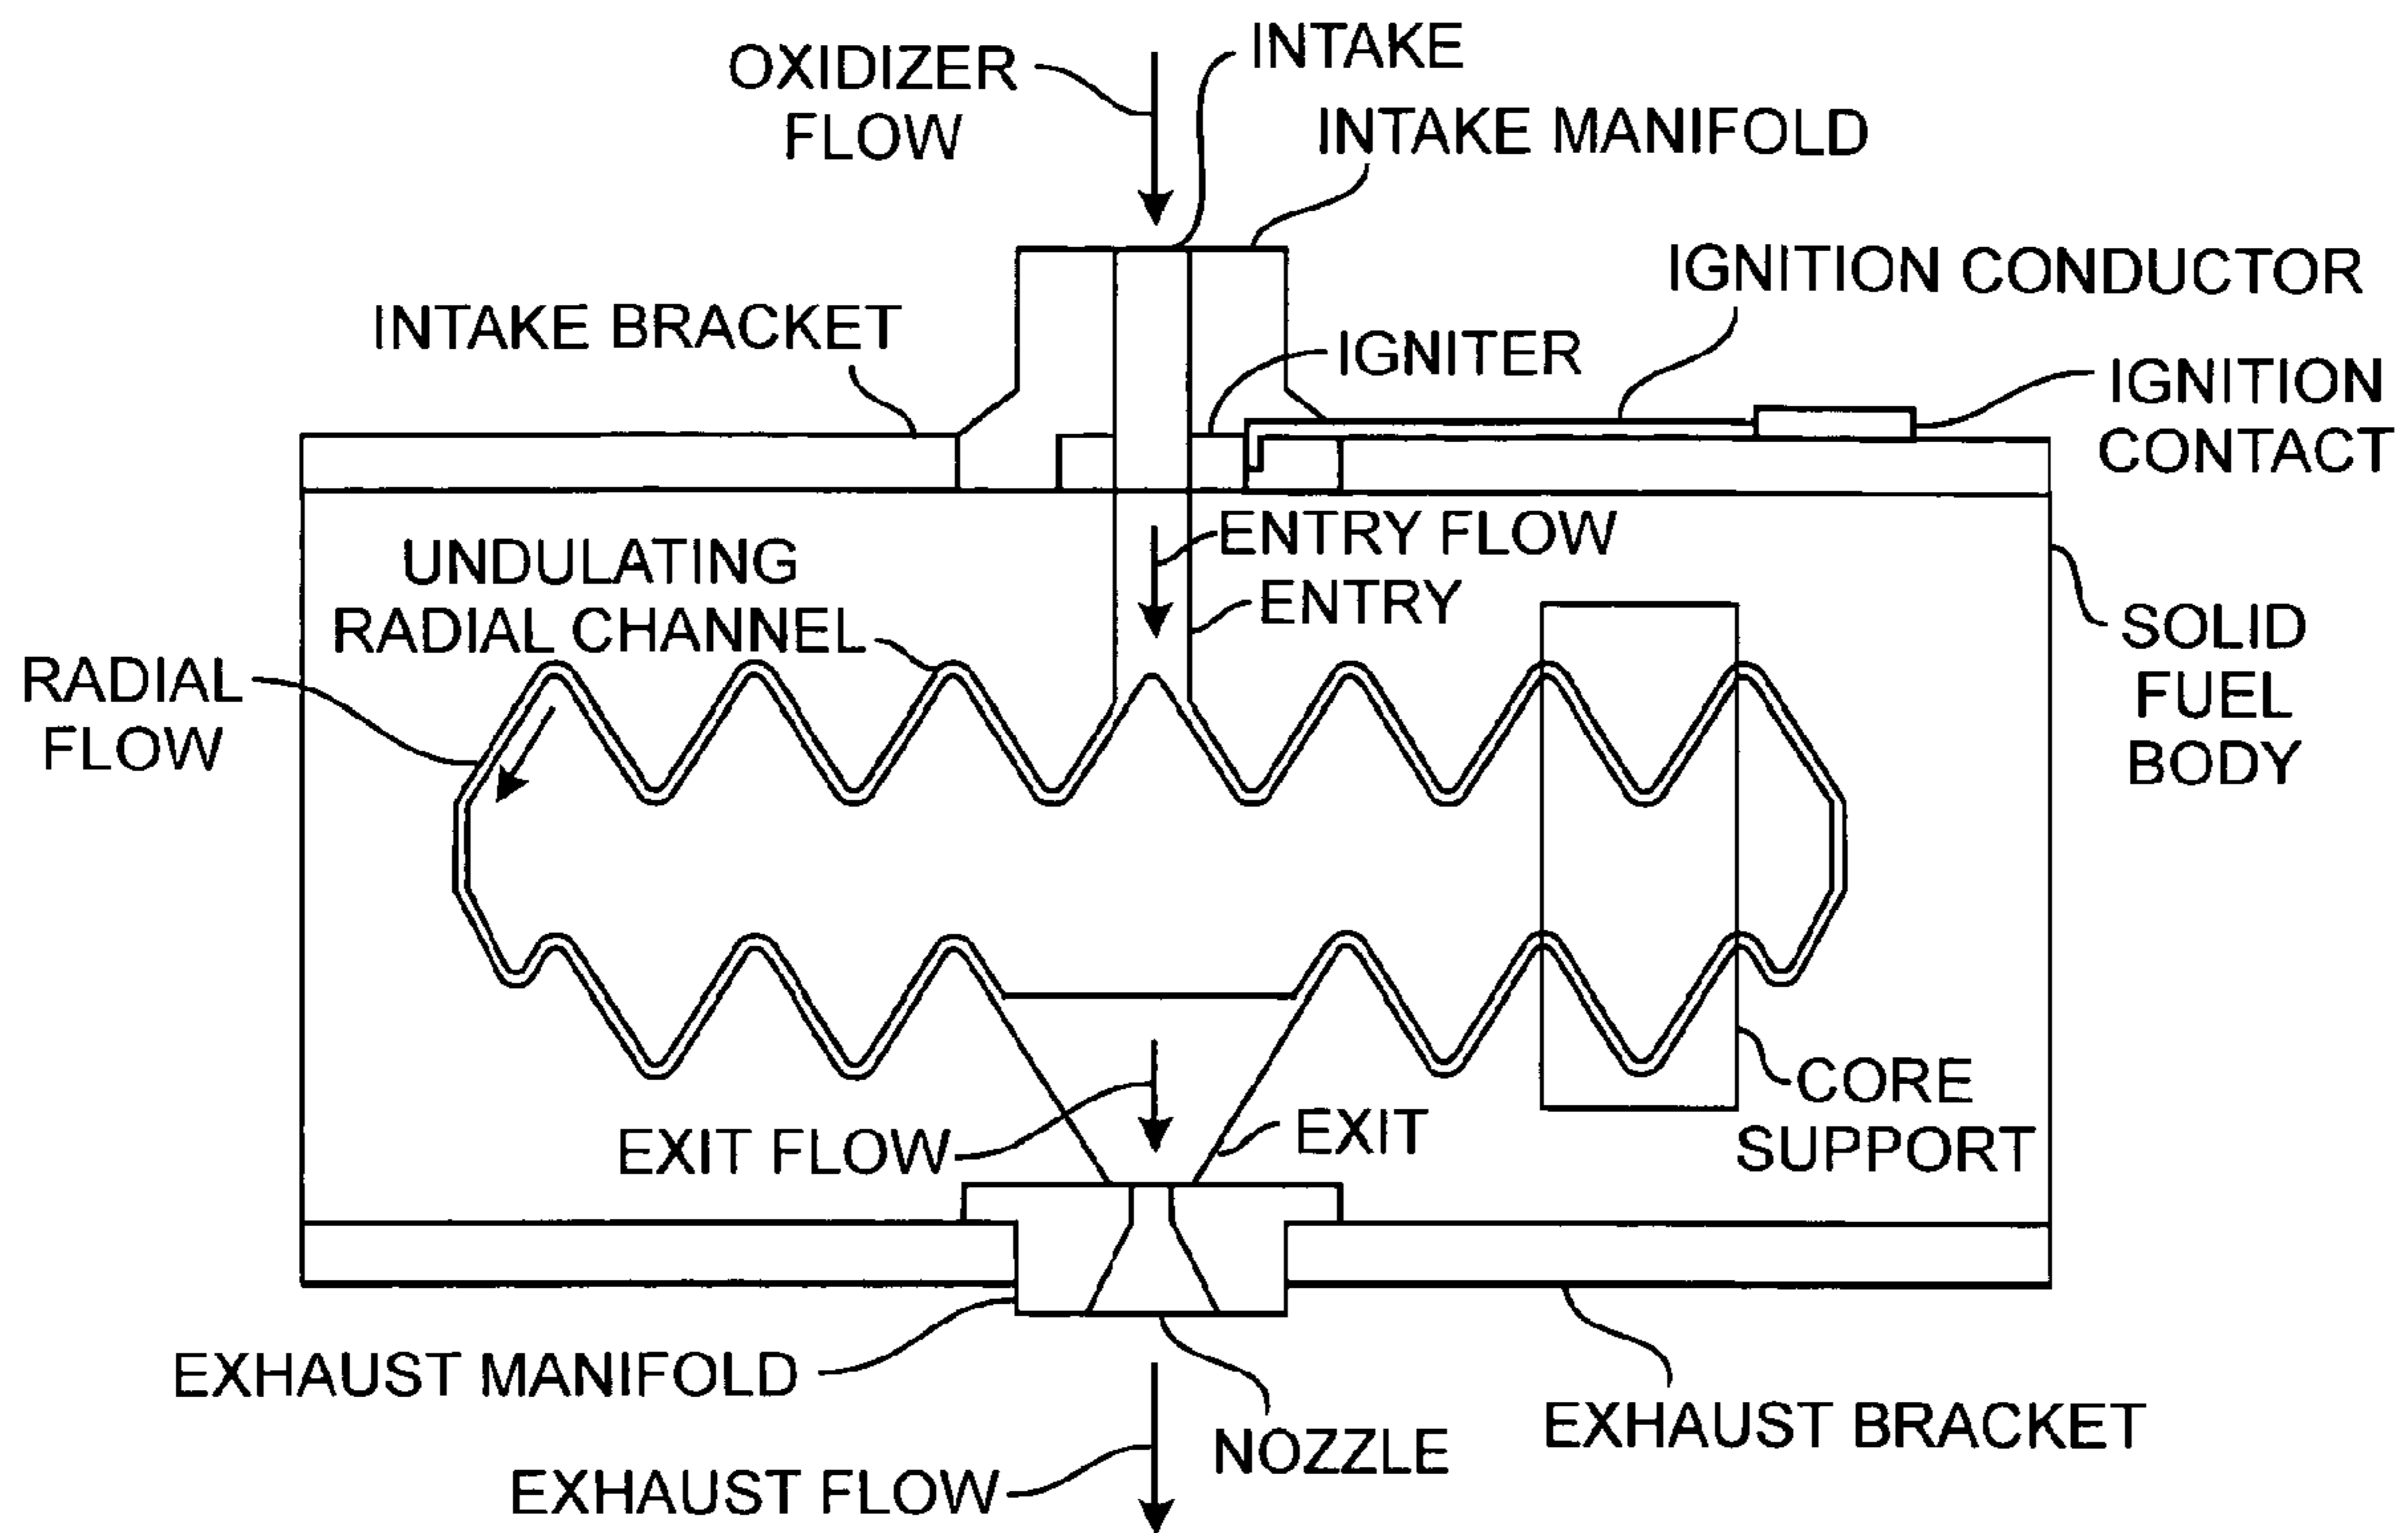 OXIDIZER
FLOW
INTAKE
INTAKE MANIFOLD
IGNITION CONDUCTOR
INTAKE BRACKET
IGNITER
IGNITION
CONTACT
ENTRY FLOW
ENTRY
UNDULATING
RADIAL CHANNEL
RADIAL
FLOW
SOLID
FUEL
BODY
CORE
SUPPORT
EXIT FLOW
EXIT
EXHAUST MANIFOLD
NOZZLE
EXHAUST BRACKET
EXHAUST FLOW